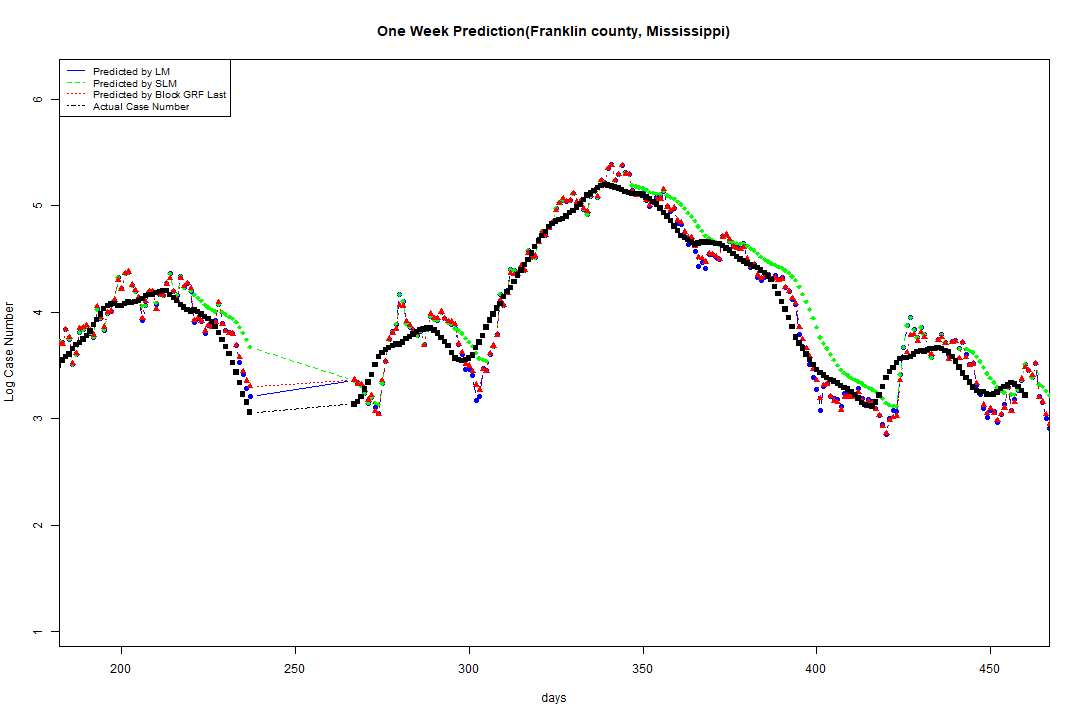 One Week Prediction(Franklin county, Mississippi)
Predicted by LM
Predicted by SLM
Predicted by Block GRF Last
Actual Case Number
Log Case Number
6
5
4
3
2
1
200 250 300 350 400 450
days